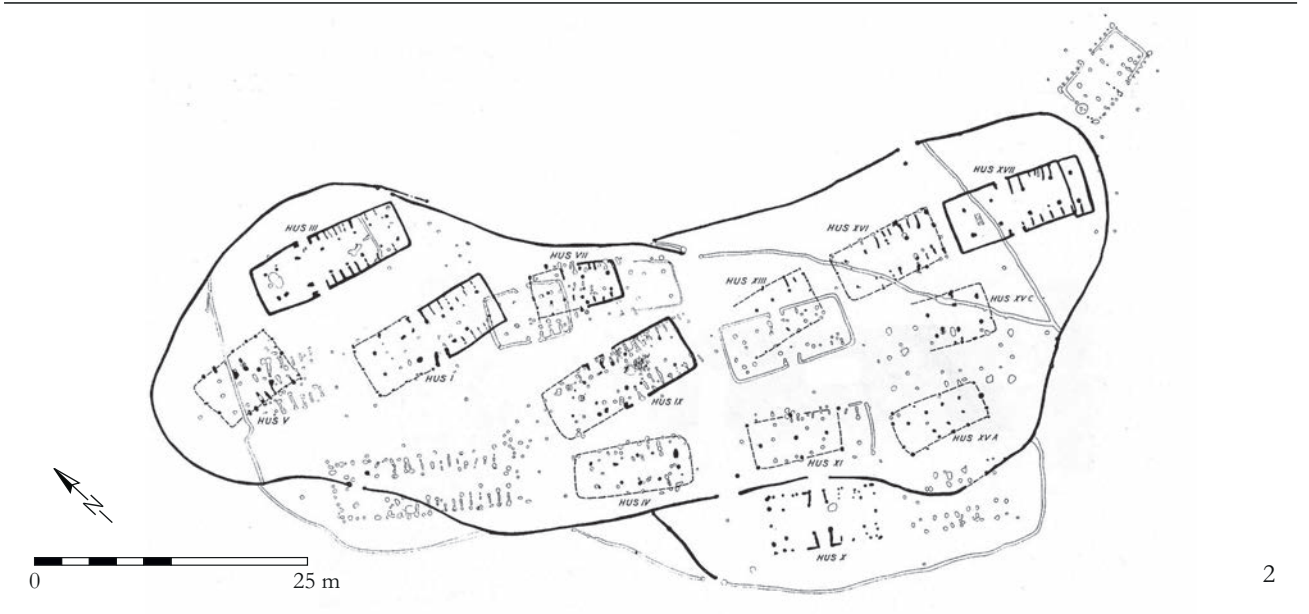 HUS XVII
HUS III
HUS XVI
HUS VII
HUS XIII
HUS XV C
HUS I
HUS V
HUS IX
HUS XV A
HUS XI
HUS IV
HUS X
N
0
25 m
2